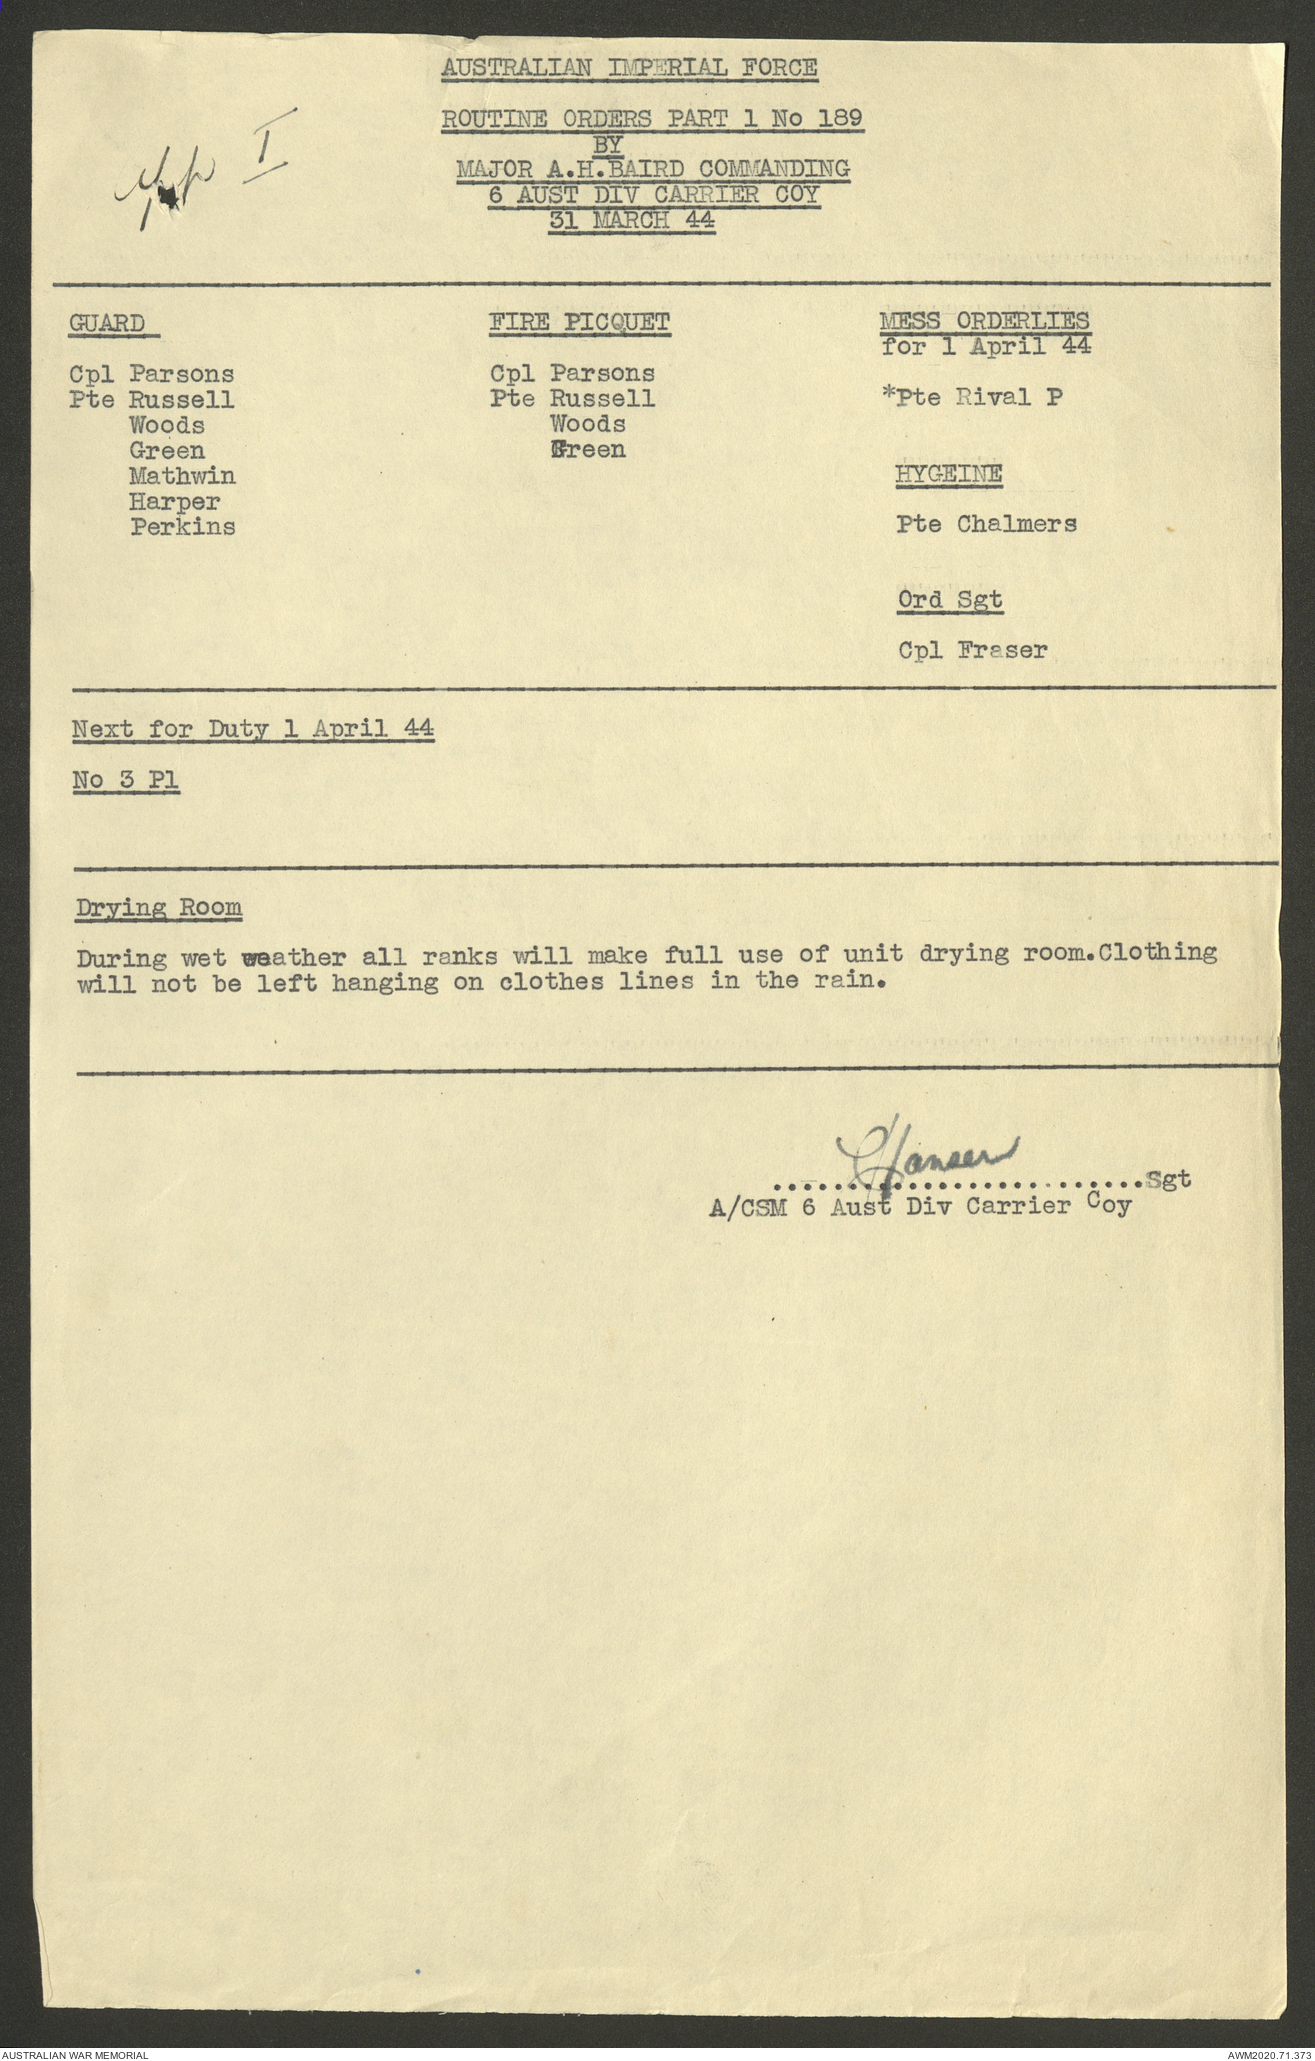 App I
AUSTRALIAN IMPERIAL FORCE
ROUTINE ORDERS PART 1 No 189
BY
MAJOR A.H.BAIRD COMMANDING
6 AUST DIV CARRIER COY
31 MARCH 44
GUARD
Cpl Parsons
Pte Russell
Woods
Green
Mathwin
Harper
Perkins
FIRE PICQUET
Cpl Parsons
Pte Russell
Woods
Green
MESS ORDERLIES
for 1 April 44
*Pte Rival P
HYGEINE
Pte Chalmers
Ord Sgt
Cpl Fraser
Next for Duty 1 April 44
No 3 Pl
Drying Room
During wet weather all ranks will make full use of unit drying room.Clothing
will not be left hanging on clothes lines in the rain.
.........................Sgt
A/CSM 6 Aust Div Carrier Coy
AUSTRALIAN WAR MEMORIAL
AWM2020.71.373